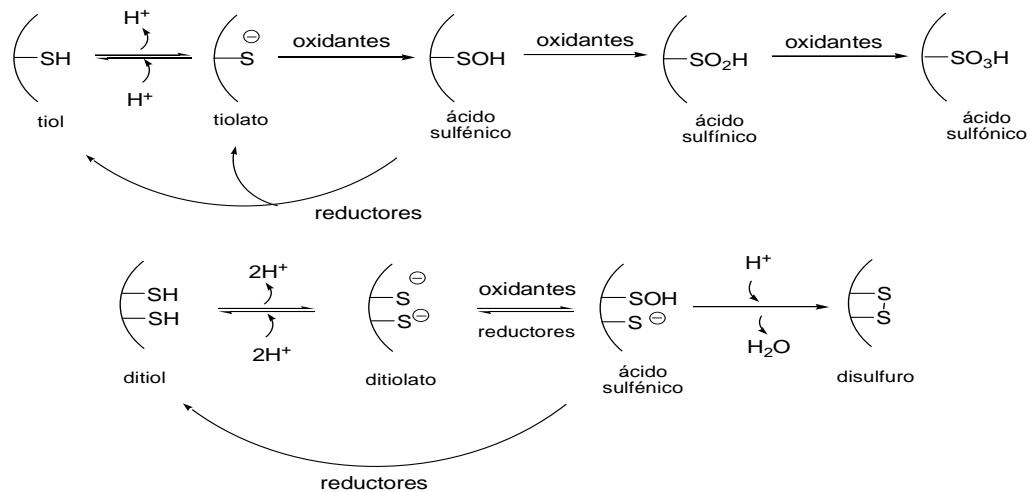 H⁺
SH
H⁺
tiol
S⊖
tiolato
oxidantes
SOH
ácido
sulfénico
oxidantes
SO₂H
ácido
sulfínico
oxidantes
SO₃H
ácido
sulfónico
reductores
SH
SH
ditiol
2H⁺
2H⁺
S⊖
S⊖
ditiolato
oxidantes
reductores
SOH
S⊖
ácido
sulfénico
H⁺
H₂O
S
S
disulfuro
reductores